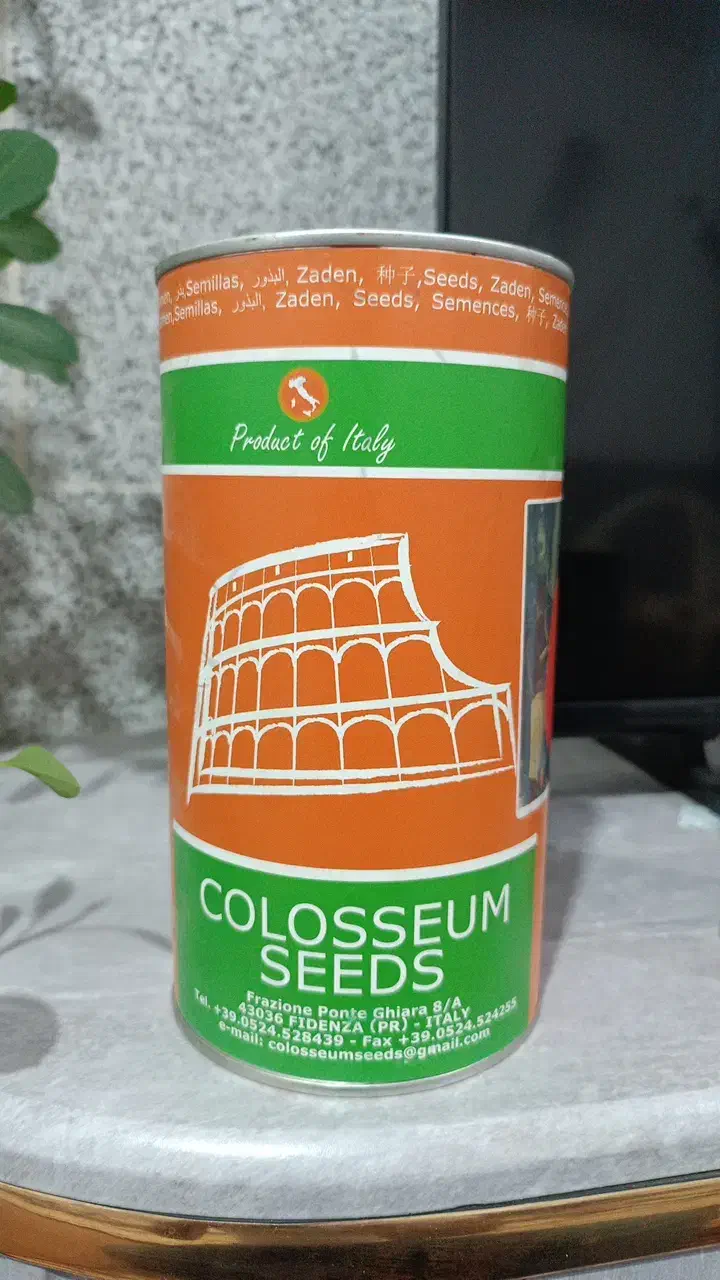 بذر,Semillas, البذور, Zaden, 种子,Seeds, Zaden,
Semillas, البذور, Zaden, Seeds, Semences, 种子,
Product of Italy
COLOSSEUM
SEEDS
Frazione Ponte Ghiara 8/A
43036 FIDENZA (PR) - ITALY
Tel. +39.0524.528439 - Fax +39.0524.524255
e-mail: colosseumseeds@gmail.com